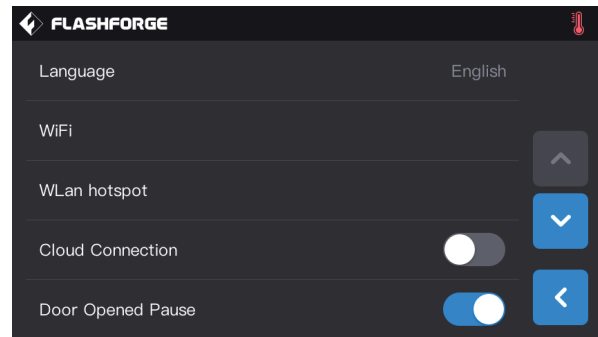 FLASHFORGE
Language English
WiFi
WLan hotspot
Cloud Connection
Door Opened Pause